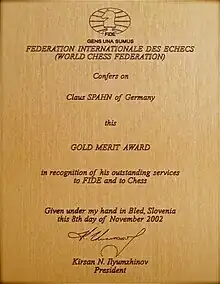 FIDE
GENS UNA SUMUS
FEDERATION INTERNATIONALE DES ECHECS
(WORLD CHESS FEDERATION)
Confers on
Claus SPAHN of Germany
this
GOLD MERIT AWARD
in recognition of his outstanding services
to FIDE and to Chess
Given under my hand in Bled, Slovenia
this 8th day of November 2002
Kirsan N. Ilyumzhinov
President